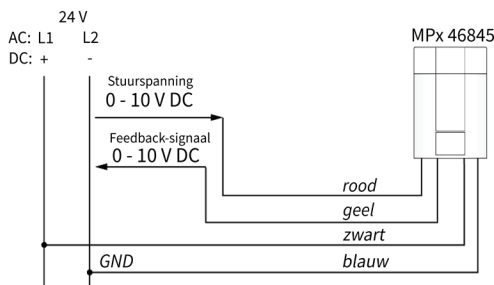 24 V
AC: L1 L2
DC: + -
MPx 46845
Stuurspanning
0 - 10 V DC
Feedback-signaal
0 - 10 V DC
rood
geel
zwart
GND blauw